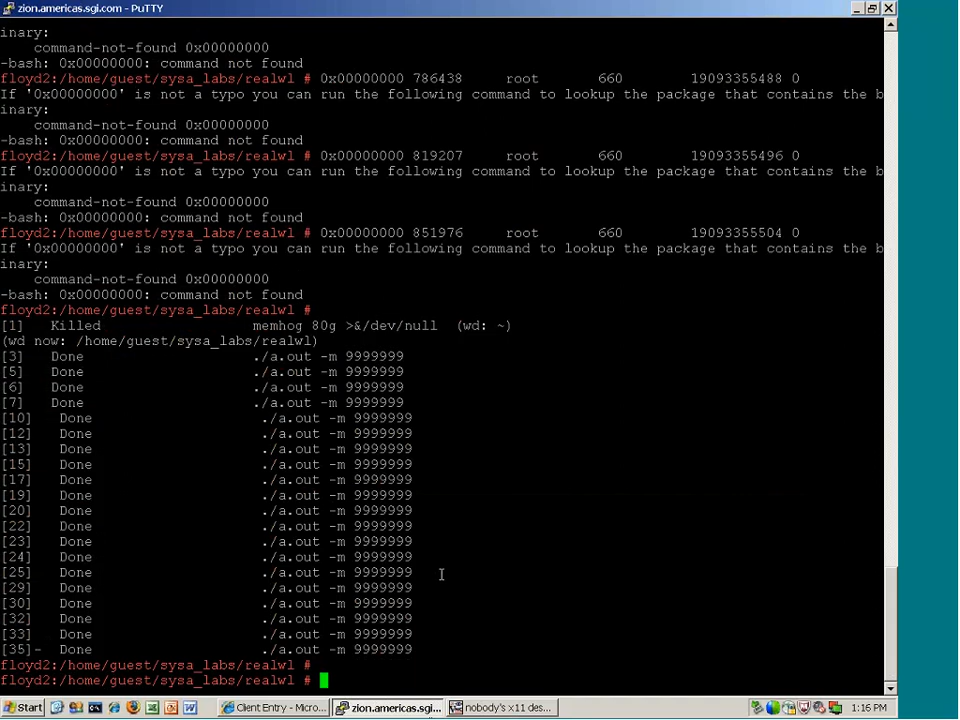 zion.americas.sgi.com - PuTTY
inary:
    command-not-found 0x00000000
-bash: 0x00000000: command not found
floyd2:/home/guest/sysa_labs/realwl # 0x00000000 786438     root       660        19093355488 0
If '0x00000000' is not a typo you can run the following command to lookup the package that contains the b
inary:
    command-not-found 0x00000000
-bash: 0x00000000: command not found
floyd2:/home/guest/sysa_labs/realwl # 0x00000000 819207     root       660        19093355496 0
If '0x00000000' is not a typo you can run the following command to lookup the package that contains the b
inary:
    command-not-found 0x00000000
-bash: 0x00000000: command not found
floyd2:/home/guest/sysa_labs/realwl # 0x00000000 851976     root       660        19093355504 0
If '0x00000000' is not a typo you can run the following command to lookup the package that contains the b
inary:
    command-not-found 0x00000000
-bash: 0x00000000: command not found
floyd2:/home/guest/sysa_labs/realwl #
[1]   Killed                  memhog 80g >&/dev/null  (wd: ~)
(wd now: /home/guest/sysa_labs/realwl)
[3]   Done                    ./a.out -m 9999999
[5]   Done                    ./a.out -m 9999999
[6]   Done                    ./a.out -m 9999999
[7]   Done                    ./a.out -m 9999999
[10]   Done                    ./a.out -m 9999999
[12]   Done                    ./a.out -m 9999999
[13]   Done                    ./a.out -m 9999999
[15]   Done                    ./a.out -m 9999999
[17]   Done                    ./a.out -m 9999999
[19]   Done                    ./a.out -m 9999999
[20]   Done                    ./a.out -m 9999999
[22]   Done                    ./a.out -m 9999999
[23]   Done                    ./a.out -m 9999999
[24]   Done                    ./a.out -m 9999999
[25]   Done                    ./a.out -m 9999999
[29]   Done                    ./a.out -m 9999999
[30]   Done                    ./a.out -m 9999999
[32]   Done                    ./a.out -m 9999999
[33]   Done                    ./a.out -m 9999999
[35]-  Done                    ./a.out -m 9999999
floyd2:/home/guest/sysa_labs/realwl #
floyd2:/home/guest/sysa_labs/realwl #
Start Client Entry - Micro... zion.americas.sgi... nobody's x11 des... 1:16 PM